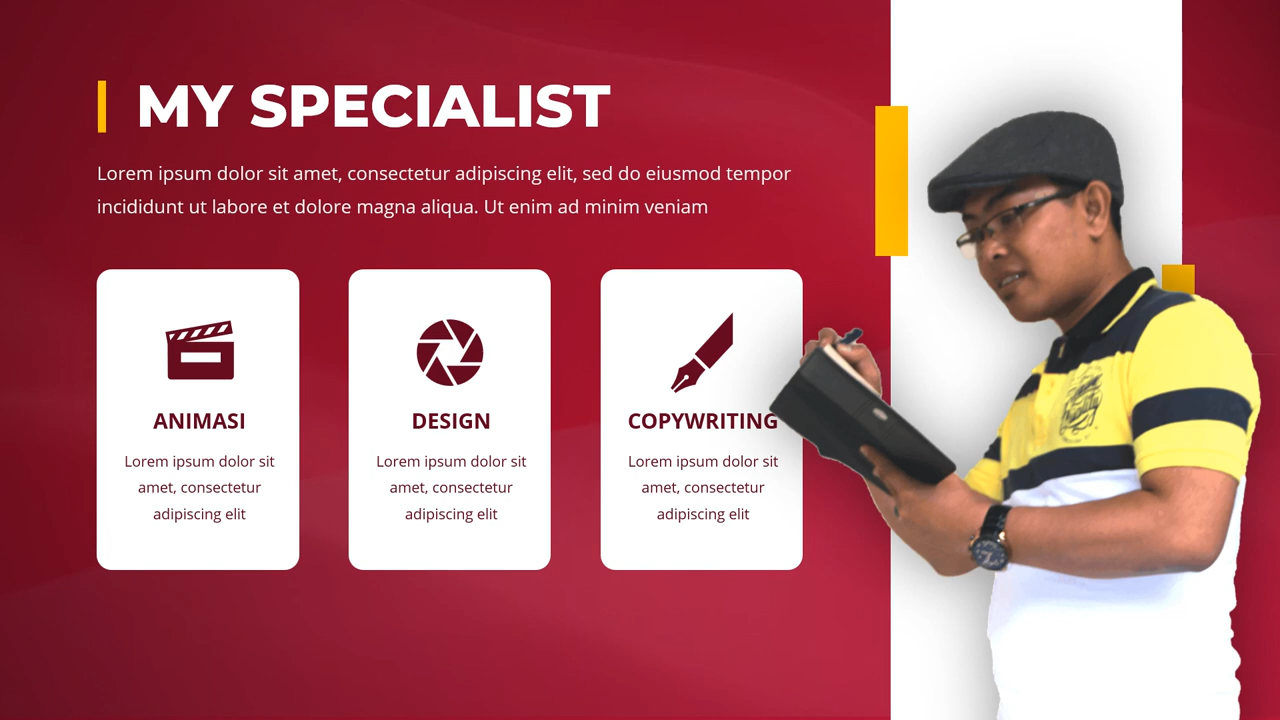 MY SPECIALIST
Lorem ipsum dolor sit amet, consectetur adipiscing elit, sed do eiusmod tempor
incididunt ut labore et dolore magna aliqua. Ut enim ad minim veniam
ANIMASI
Lorem ipsum dolor sit
amet, consectetur
adipiscing elit
DESIGN
Lorem ipsum dolor sit
amet, consectetur
adipiscing elit
COPYWRITING
Lorem ipsum dolor sit
amet, consectetur
adipiscing elit